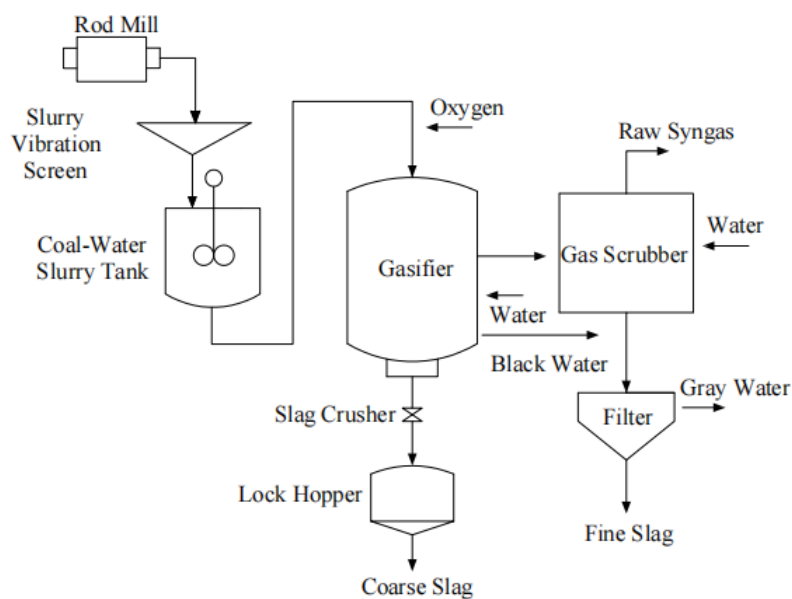 Rod Mill
Slurry
Vibration
Screen
Coal-Water
Slurry Tank
Oxygen
Gasifier
Water
Black Water
Slag Crusher
Lock Hopper
Coarse Slag
Raw Syngas
Water
Gas Scrubber
Gray Water
Filter
Fine Slag